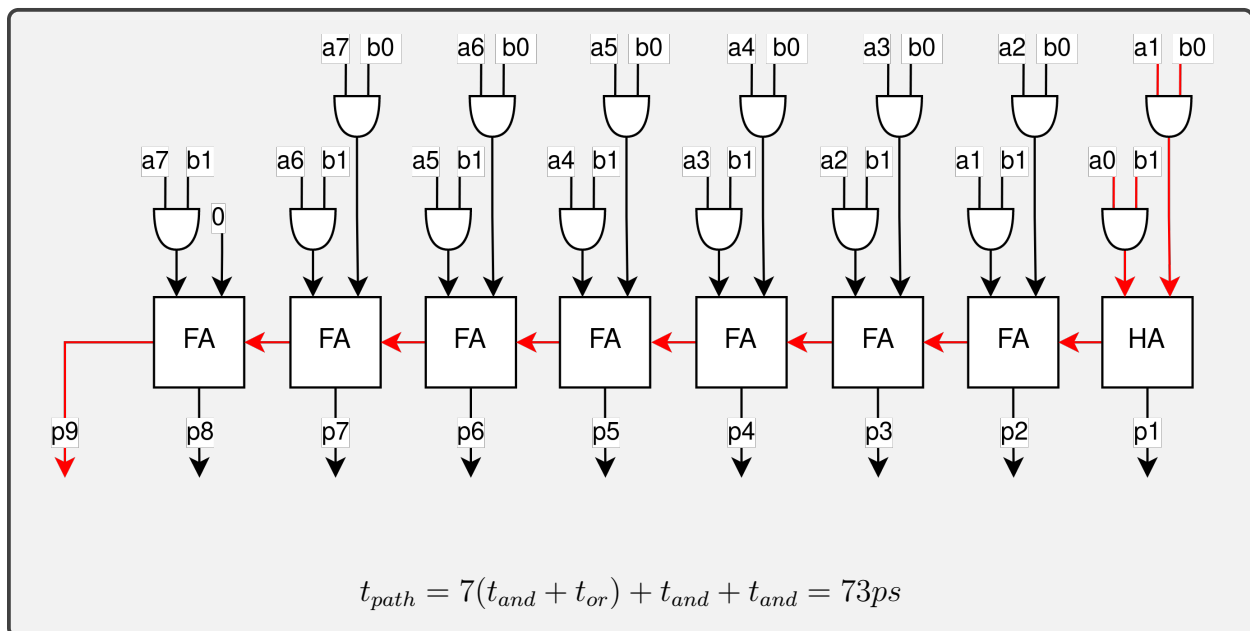 a7 b0 a6 b0 a5 b0 a4 b0 a3 b0 a2 b0 a1 b0
a7 b1 a6 b1 a5 b1 a4 b1 a3 b1 a2 b1 a1 b1 a0 b1
0
FA FA FA FA FA FA FA HA
p9 p8 p7 p6 p5 p4 p3 p2 p1
t_path = 7(t_and + t_or) + t_and + t_and = 73ps